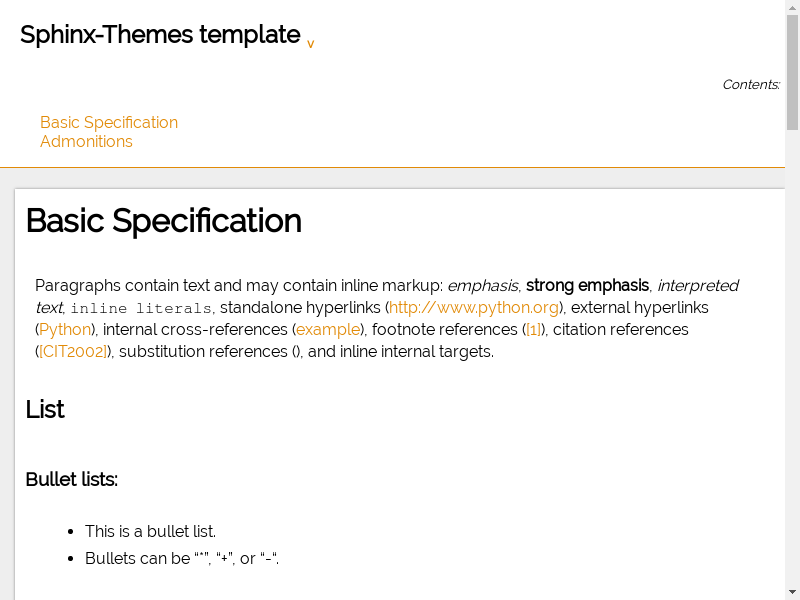 Sphinx-Themes template v
Contents:
Basic Specification
Admonitions
Basic Specification
Paragraphs contain text and may contain inline markup: emphasis, strong emphasis, interpreted
text, inline literals, standalone hyperlinks (http://www.python.org), external hyperlinks
(Python), internal cross-references (example), footnote references ([1]), citation references
([CIT2002]), substitution references (), and inline internal targets.
List
Bullet lists:
• This is a bullet list.
• Bullets can be “*”, “+”, or “-“.